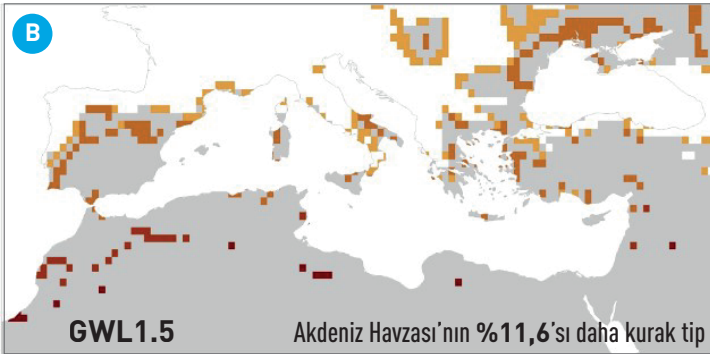 B
GWL1.5
Akdeniz Havzası’nın %11,6’sı daha kurak tip